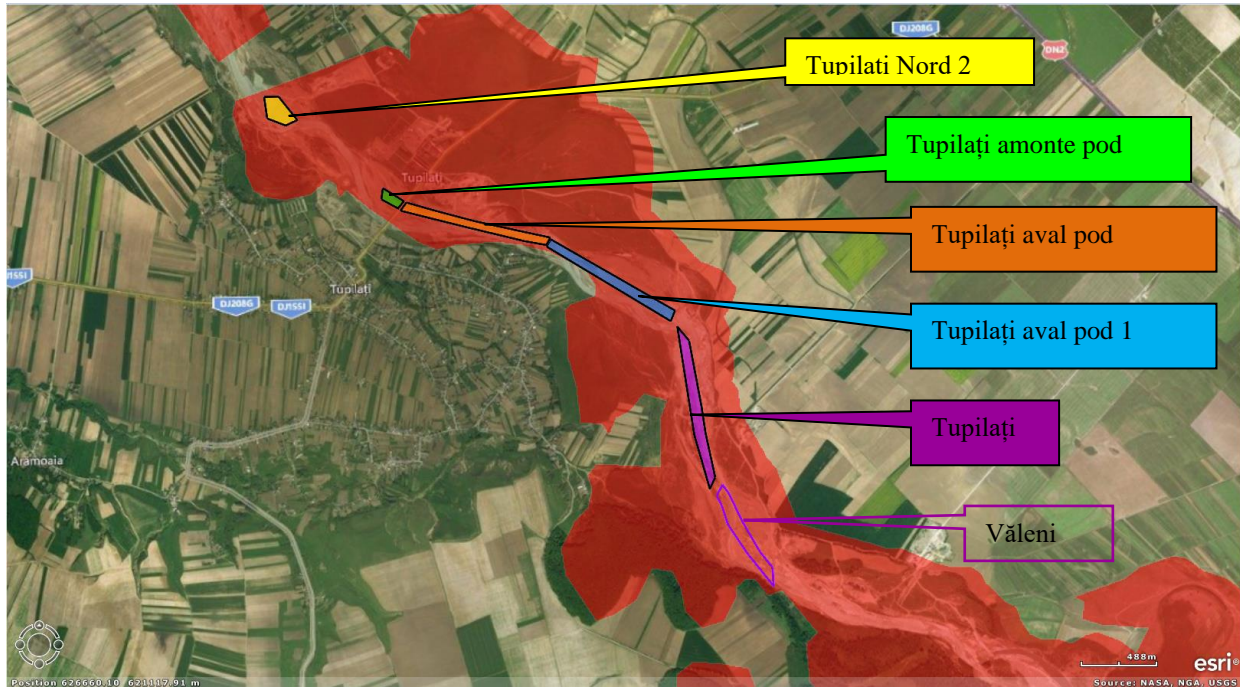 DJ208G
DJ208G
DN2
Tupilati Nord 2
Tupilați amonte pod
Tupilați
Tupilați aval pod
DJ155I
DJ208G
DJ155I
Tupilați
Tupilați aval pod 1
Tupilați
Aramoaia
Văleni
488m
esri
Position 626660.10 621117.91 m
Source: NASA, NGA, USGS